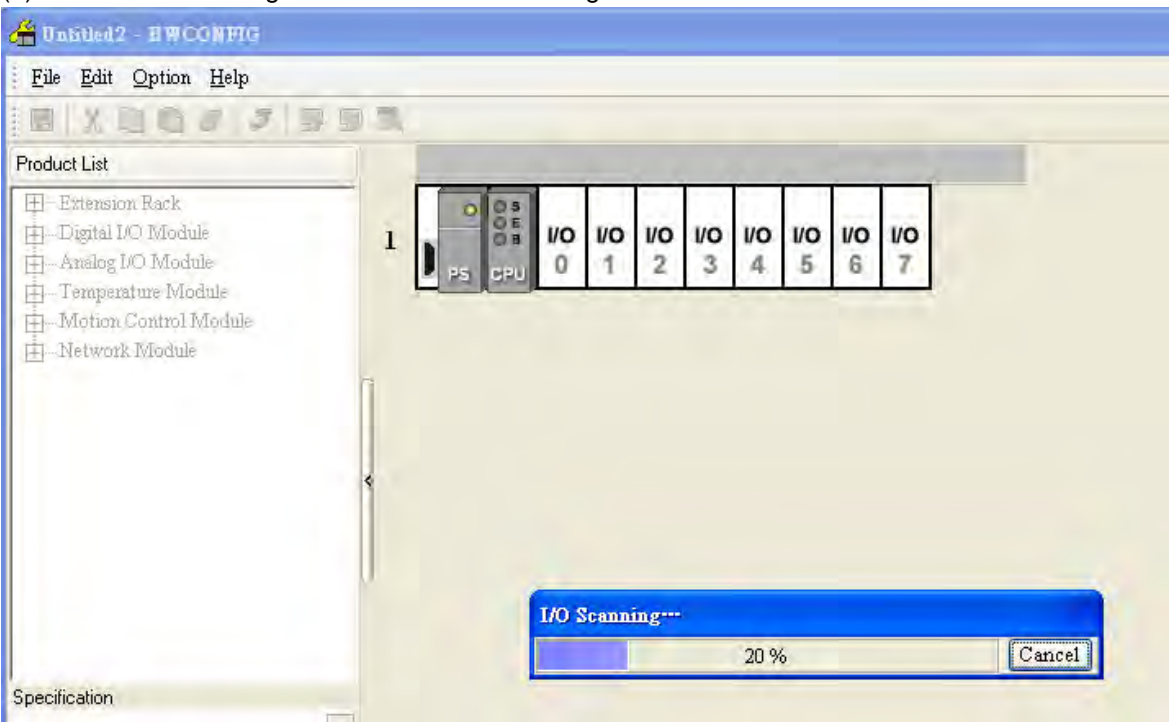 Untitled2 - HWCONFIG
File Edit Option Help
Product List
Extension Rack
Digital I/O Module
Analog I/O Module
Temperature Module
Motion Control Module
Network Module
1
PS
S
E
B
CPU
I/O 0
I/O 1
I/O 2
I/O 3
I/O 4
I/O 5
I/O 6
I/O 7
I/O Scanning---
20 %
Cancel
Specification